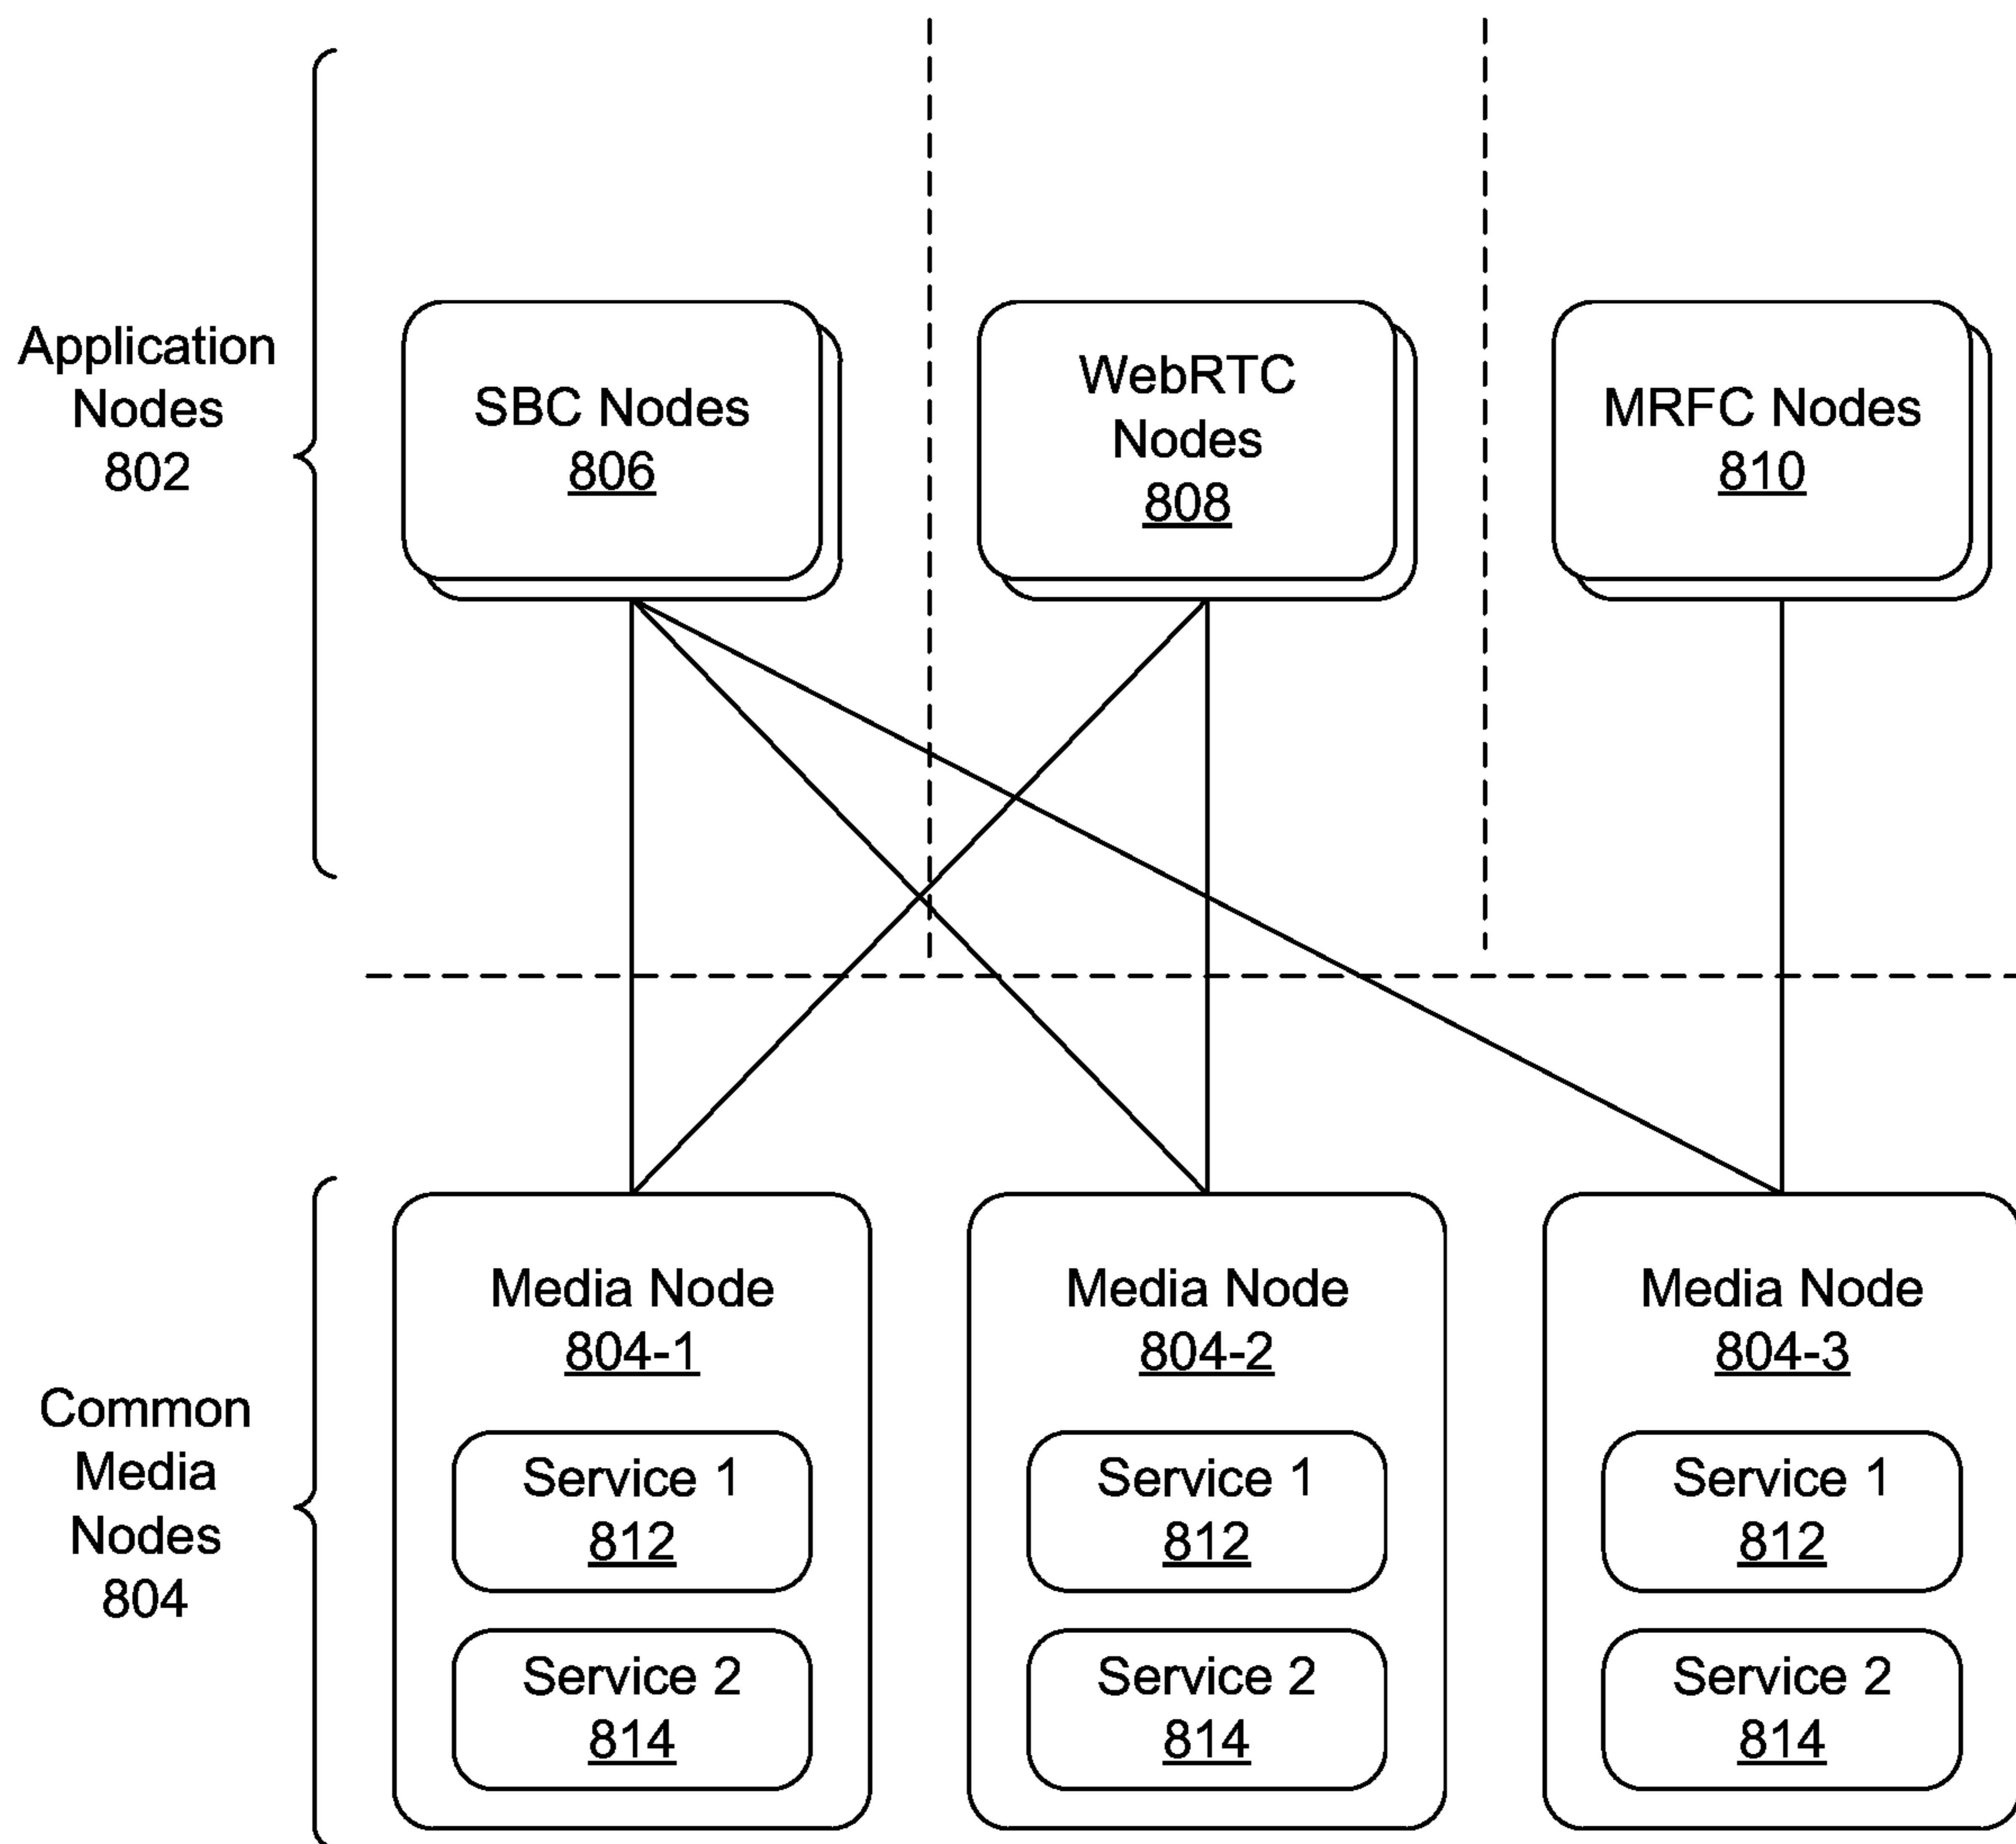 Application
Nodes
802
SBC Nodes
806
WebRTC
Nodes
808
MRFC Nodes
810
Common
Media
Nodes
804
Media Node
804-1
Service 1
812
Service 2
814
Media Node
804-2
Service 1
812
Service 2
814
Media Node
804-3
Service 1
812
Service 2
814